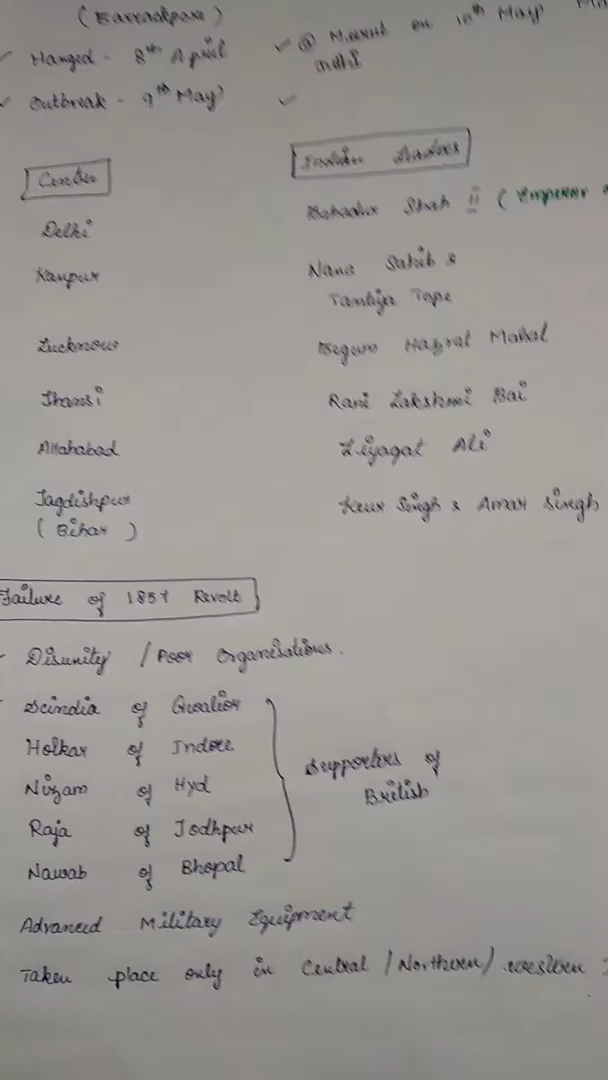 (Barrackpore)
Hanged - 8th April
@ Meerut on 10th May
Outbreak - 9th May
Center
Indian Leaders
Delhi
Bahadur Shah II (Emperor
Kanpur
Nana Sahib &
Tantiya Tope
Lucknow
Begum Hazrat Mahal
Jhansi
Rani Lakshmi Bai
Allahabad
Liyaqat Ali
Jagdishpur
(Bihar)
Kuur Singh & Amar Singh
Failure of 1857 Revolt
Disunity / Poor Organisations.
Scindia of Gwalior
Holkar of Indore
Nizam of Hyd
Raja of Jodhpur
Nawab of Bhopal
Supporters of
British
Advanced Military Equipment
Taken place only in Central / Northern / western